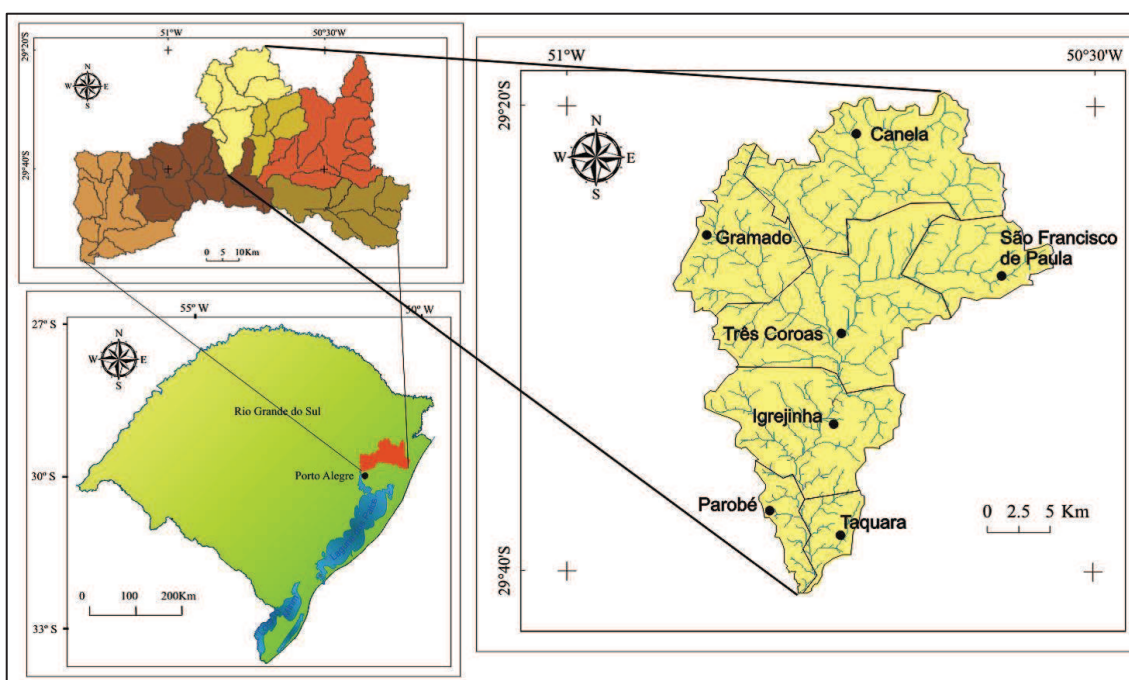 51°W
50°30'W
29°20'S
29°40'S
N
W E
S
0 5 10Km
55° W
50° W
27° S
30° S
33° S
N
W E
S
Rio Grande do Sul
Porto Alegre
0 100 200Km
51°W
50°30'W
29°20'S
29°40'S
N
W E
S
Canela
Gramado
São Francisco
de Paula
Três Coroas
Igrejinha
Parobé
Taquara
0 2.5 5 Km